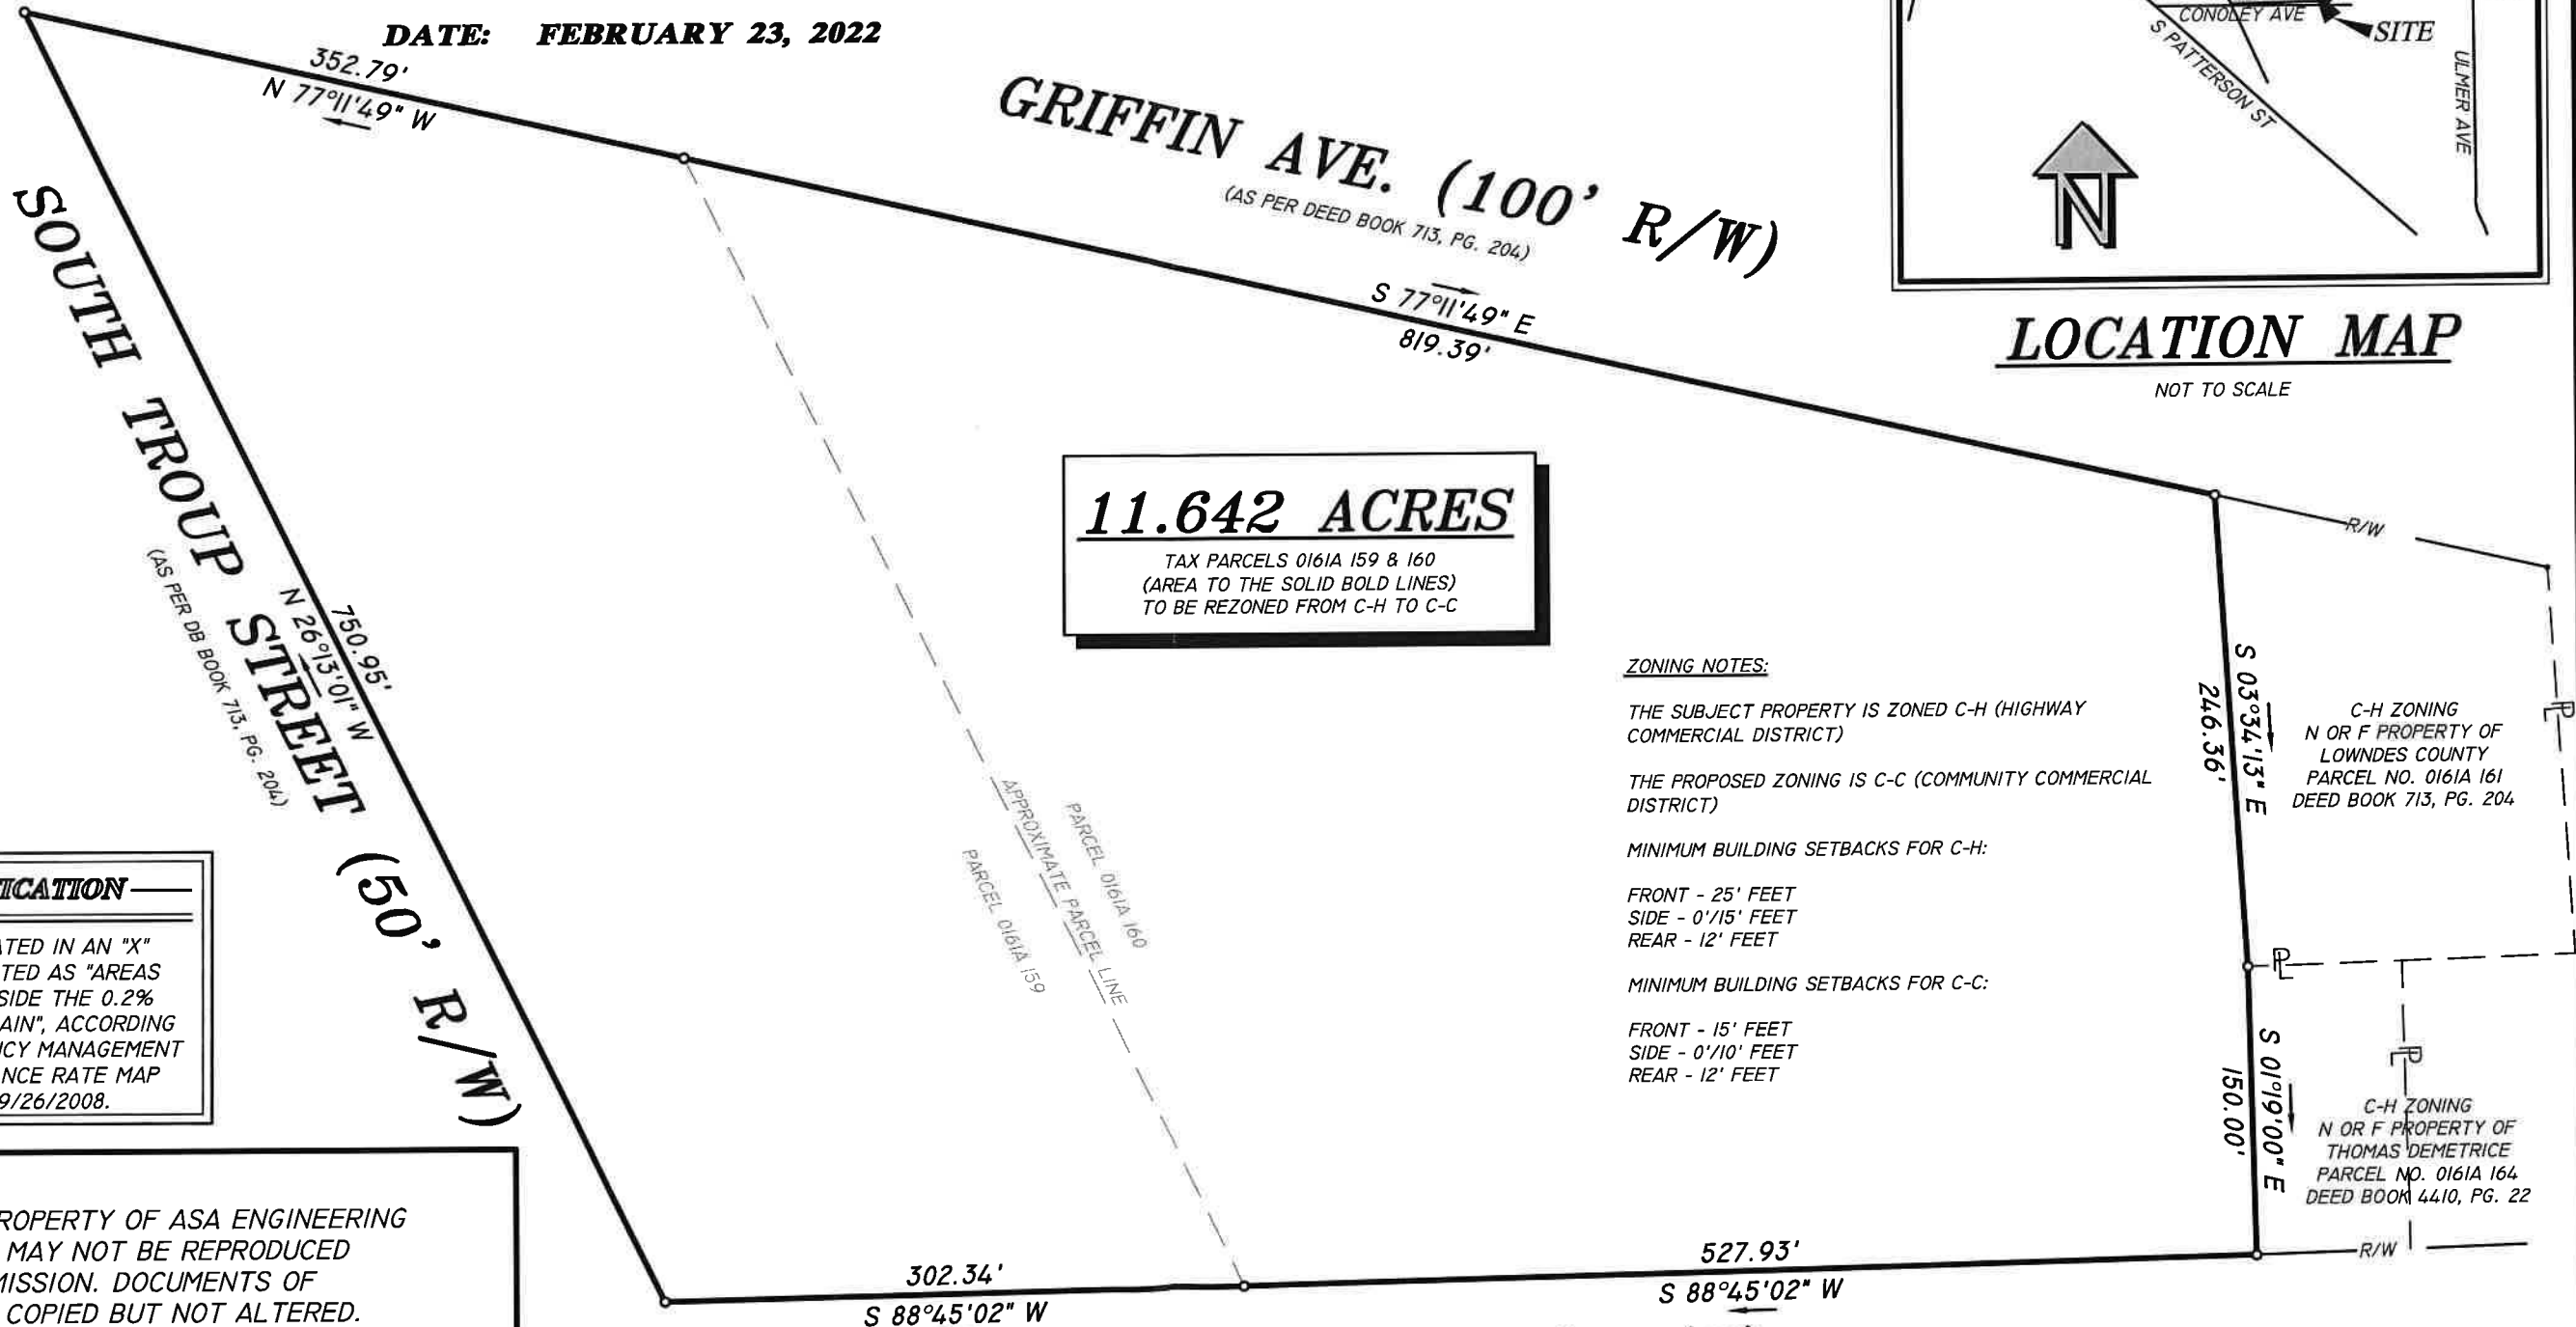 DATE: FEBRUARY 23, 2022
352.79'
N 77°11'49" W
GRIFFIN AVE. (100' R/W)
(AS PER DEED BOOK 713, PG. 204)
S 77°11'49" E
819.39'
CONOLEY AVE
SITE
S PATTERSON ST
ULMER AVE
N
LOCATION MAP
NOT TO SCALE
SOUTH TROUP STREET (50' R/W)
(AS PER DB BOOK 713, PG. 204)
750.95'
N 26°13'01" W
11.642 ACRES
TAX PARCELS 0161A 159 & 160
(AREA TO THE SOLID BOLD LINES)
TO BE REZONED FROM C-H TO C-C
PARCEL 0161A 160
APPROXIMATE PARCEL LINE
PARCEL 0161A 159
ZONING NOTES:
THE SUBJECT PROPERTY IS ZONED C-H (HIGHWAY
COMMERCIAL DISTRICT)
THE PROPOSED ZONING IS C-C (COMMUNITY COMMERCIAL
DISTRICT)
MINIMUM BUILDING SETBACKS FOR C-H:
FRONT - 25' FEET
SIDE - 0'/15' FEET
REAR - 12' FEET
MINIMUM BUILDING SETBACKS FOR C-C:
FRONT - 15' FEET
SIDE - 0'/10' FEET
REAR - 12' FEET
R/W
S 03°34'13" E
246.36'
C-H ZONING
N OR F PROPERTY OF
LOWNDES COUNTY
PARCEL NO. 0161A 161
DEED BOOK 713, PG. 204
PL
PL
PL
S 01°19'00" E
150.00'
C-H ZONING
N OR F PROPERTY OF
THOMAS DEMETRICE
PARCEL NO. 0161A 164
DEED BOOK 4410, PG. 22
R/W
527.93'
S 88°45'02" W
302.34'
S 88°45'02" W
ICATION
ATED IN AN "X"
TED AS "AREAS
SIDE THE 0.2%
AIN", ACCORDING
NCY MANAGEMENT
NCE RATE MAP
9/26/2008.
ROPERTY OF ASA ENGINEERING
MAY NOT BE REPRODUCED
MISSION. DOCUMENTS OF
COPIED BUT NOT ALTERED.